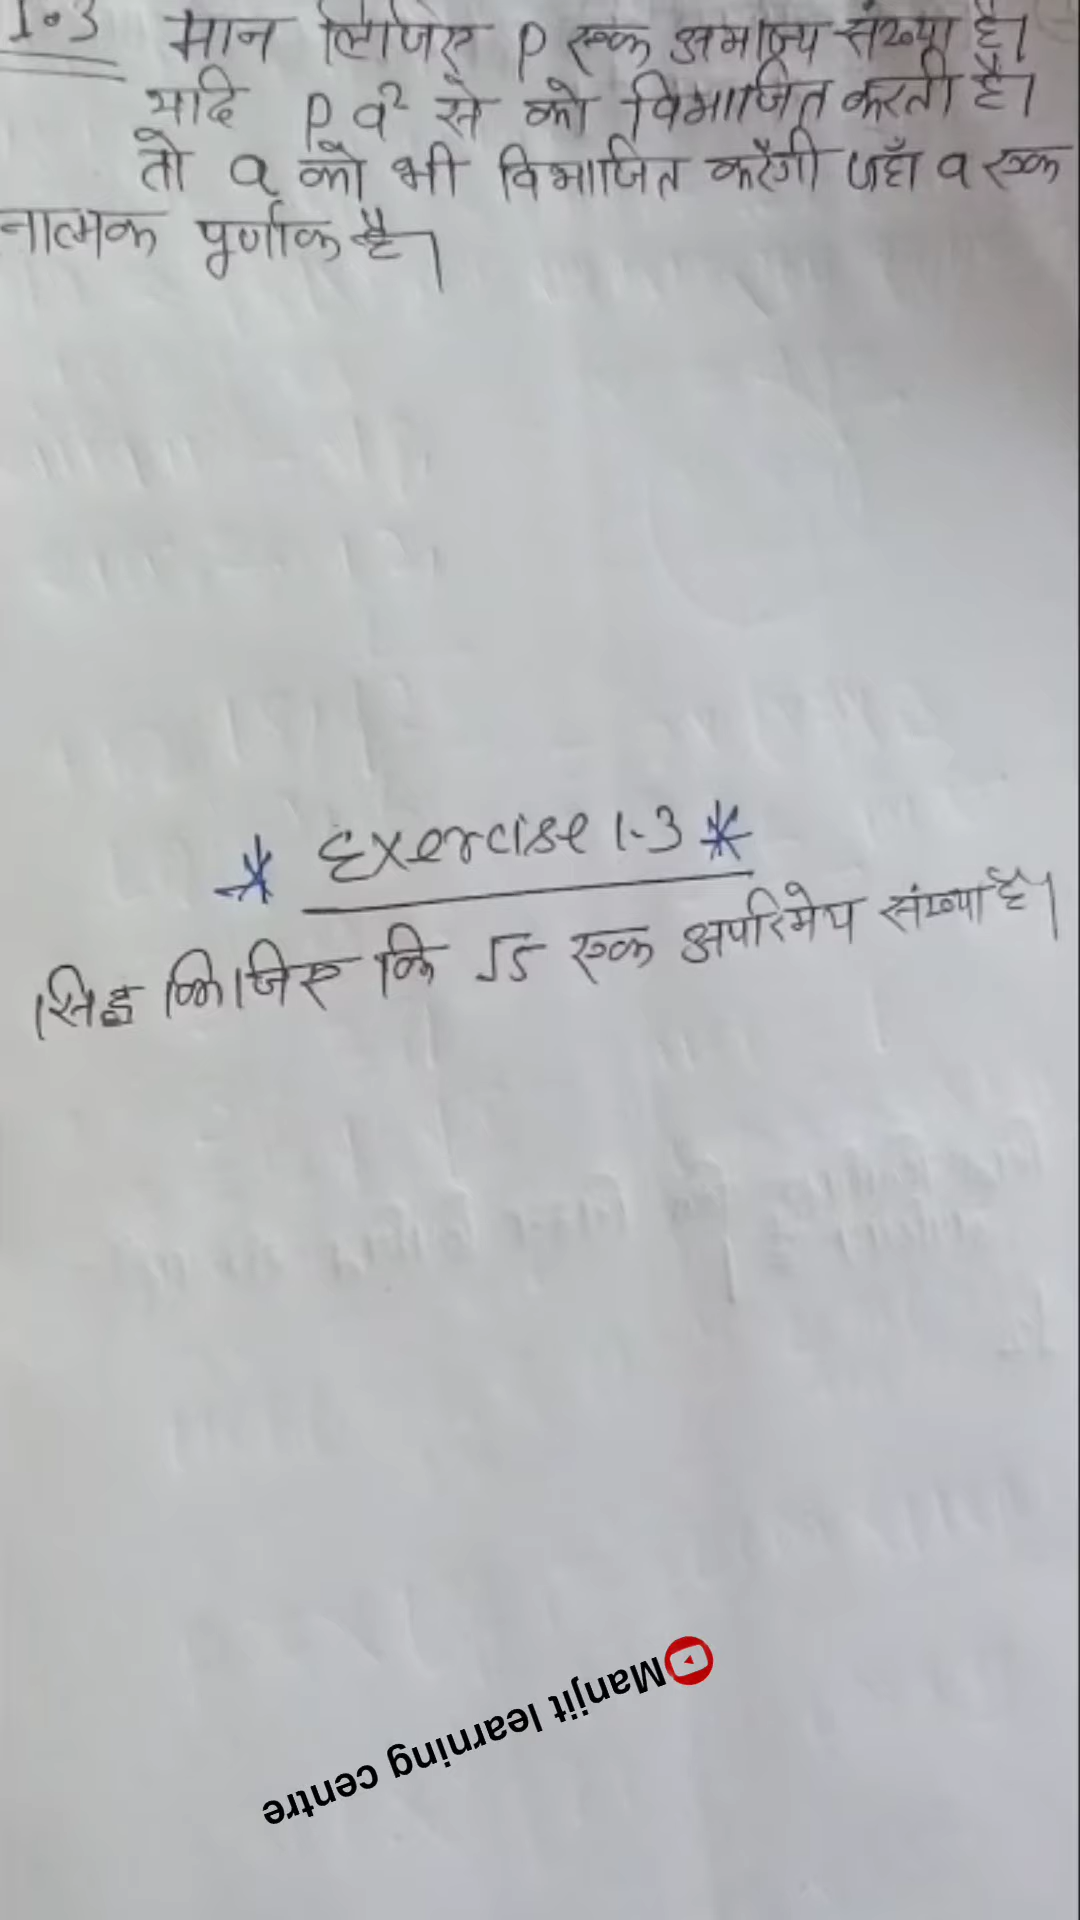 1.3 मान लिजिए P एक अभाज्य संख्या है।
यदि P a² से को विभाजित करती है।
तो a को भी विभाजित करेगी जहाँ a एक
नात्मक पूर्णांक है।
* Exercise 1.3 *
सिद्ध किजिए कि √5 एक अपरिमेय संख्या है।
Manjit learning centre